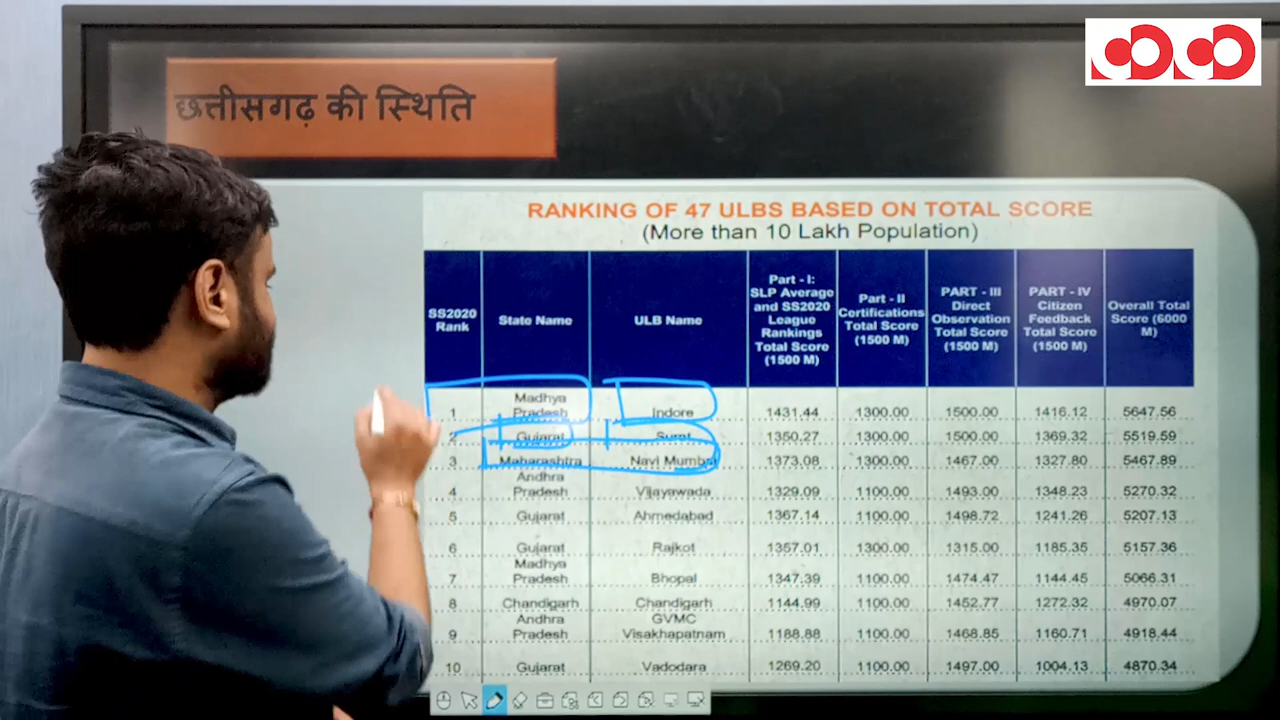 छत्तीसगढ़ की स्थिति
RANKING OF 47 ULBS BASED ON TOTAL SCORE
(More than 10 Lakh Population)
SS2020 Rank State Name ULB Name Part - I: SLP Average and SS2020 League Rankings Total Score (1500 M) Part - II Certifications Total Score (1500 M) PART - III Direct Observation Total Score (1500 M) PART - IV Citizen Feedback Total Score (1500 M) Overall Total Score (6000 M)
1 Madhya Pradesh Indore 1431.44 1300.00 1500.00 1416.12 5647.56
2 Gujarat Surat 1350.27 1300.00 1500.00 1369.32 5519.59
3 Maharashtra Navi Mumbai 1373.08 1300.00 1467.00 1327.80 5467.89
4 Andhra Pradesh Vijayawada 1329.09 1100.00 1493.00 1348.23 5270.32
5 Gujarat Ahmedabad 1367.14 1100.00 1498.72 1241.26 5207.13
6 Gujarat Rajkot 1357.01 1300.00 1315.00 1185.35 5157.36
7 Madhya Pradesh Bhopal 1347.39 1100.00 1474.47 1144.45 5066.31
8 Chandigarh Chandigarh 1144.99 1100.00 1452.77 1272.32 4970.07
9 Andhra Pradesh GVMC Visakhapatnam 1188.88 1100.00 1468.85 1160.71 4918.44
10 Gujarat Vadodara 1269.20 1100.00 1497.00 1004.13 4870.34